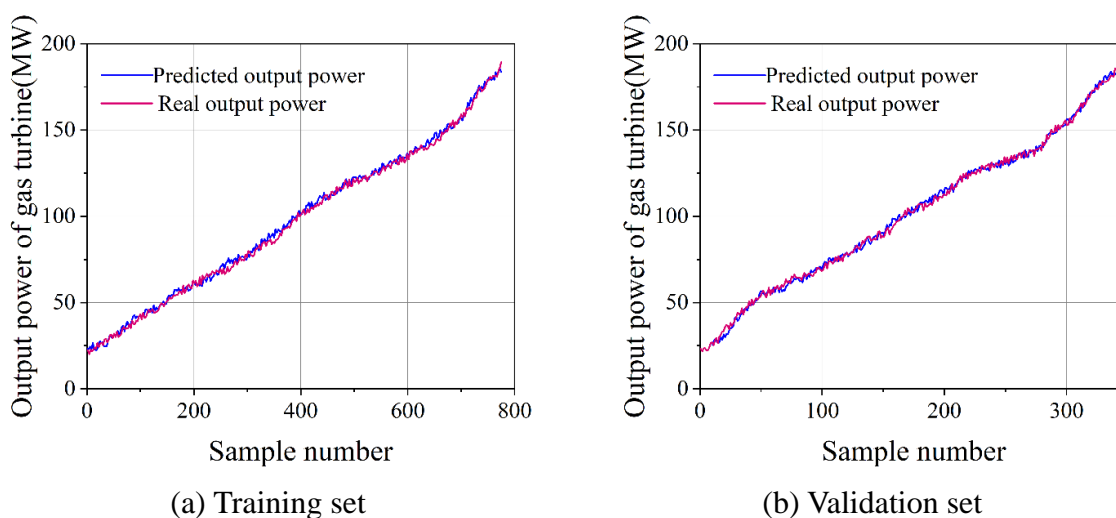 Output power of gas turbine(MW)
200
150
100
50
0
Predicted output power
Real output power
0 200 400 600 800
Sample number
(a) Training set
Output power of gas turbine(MW)
200
150
100
50
0
Predicted output power
Real output power
0 100 200 300
Sample number
(b) Validation set